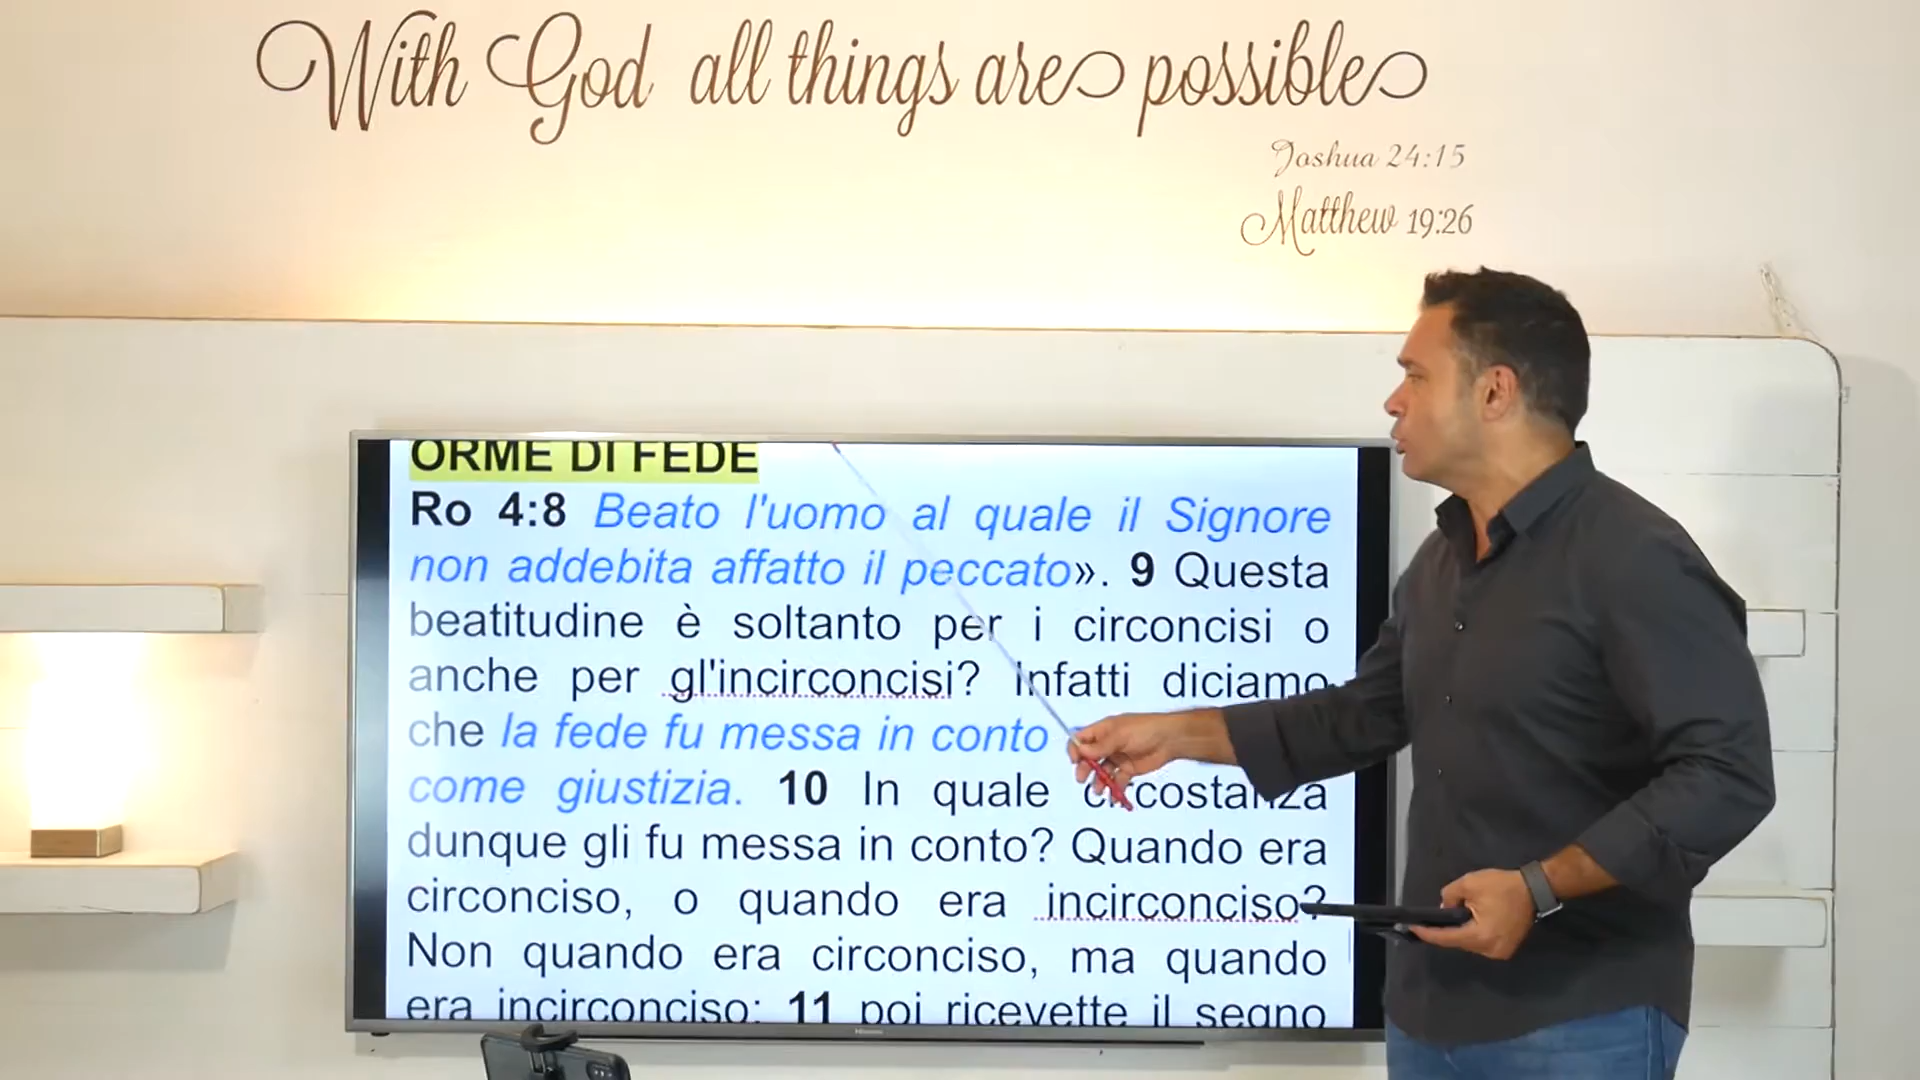 With God all things are possible
Joshua 24:15
Matthew 19:26
ORME DI FEDE
Ro 4:8 Beato l'uomo al quale il Signore
non addebita affatto il peccato». 9 Questa
beatitudine è soltanto per i circoncisi o
anche per gl'incirconcisi? Infatti diciamo
che la fede fu messa in conto
come giustizia. 10 In quale circostanza
dunque gli fu messa in conto? Quando era
circonciso, o quando era incirconciso?
Non quando era circonciso, ma quando
era incirconciso; 11 poi ricevette il segno
Hisense